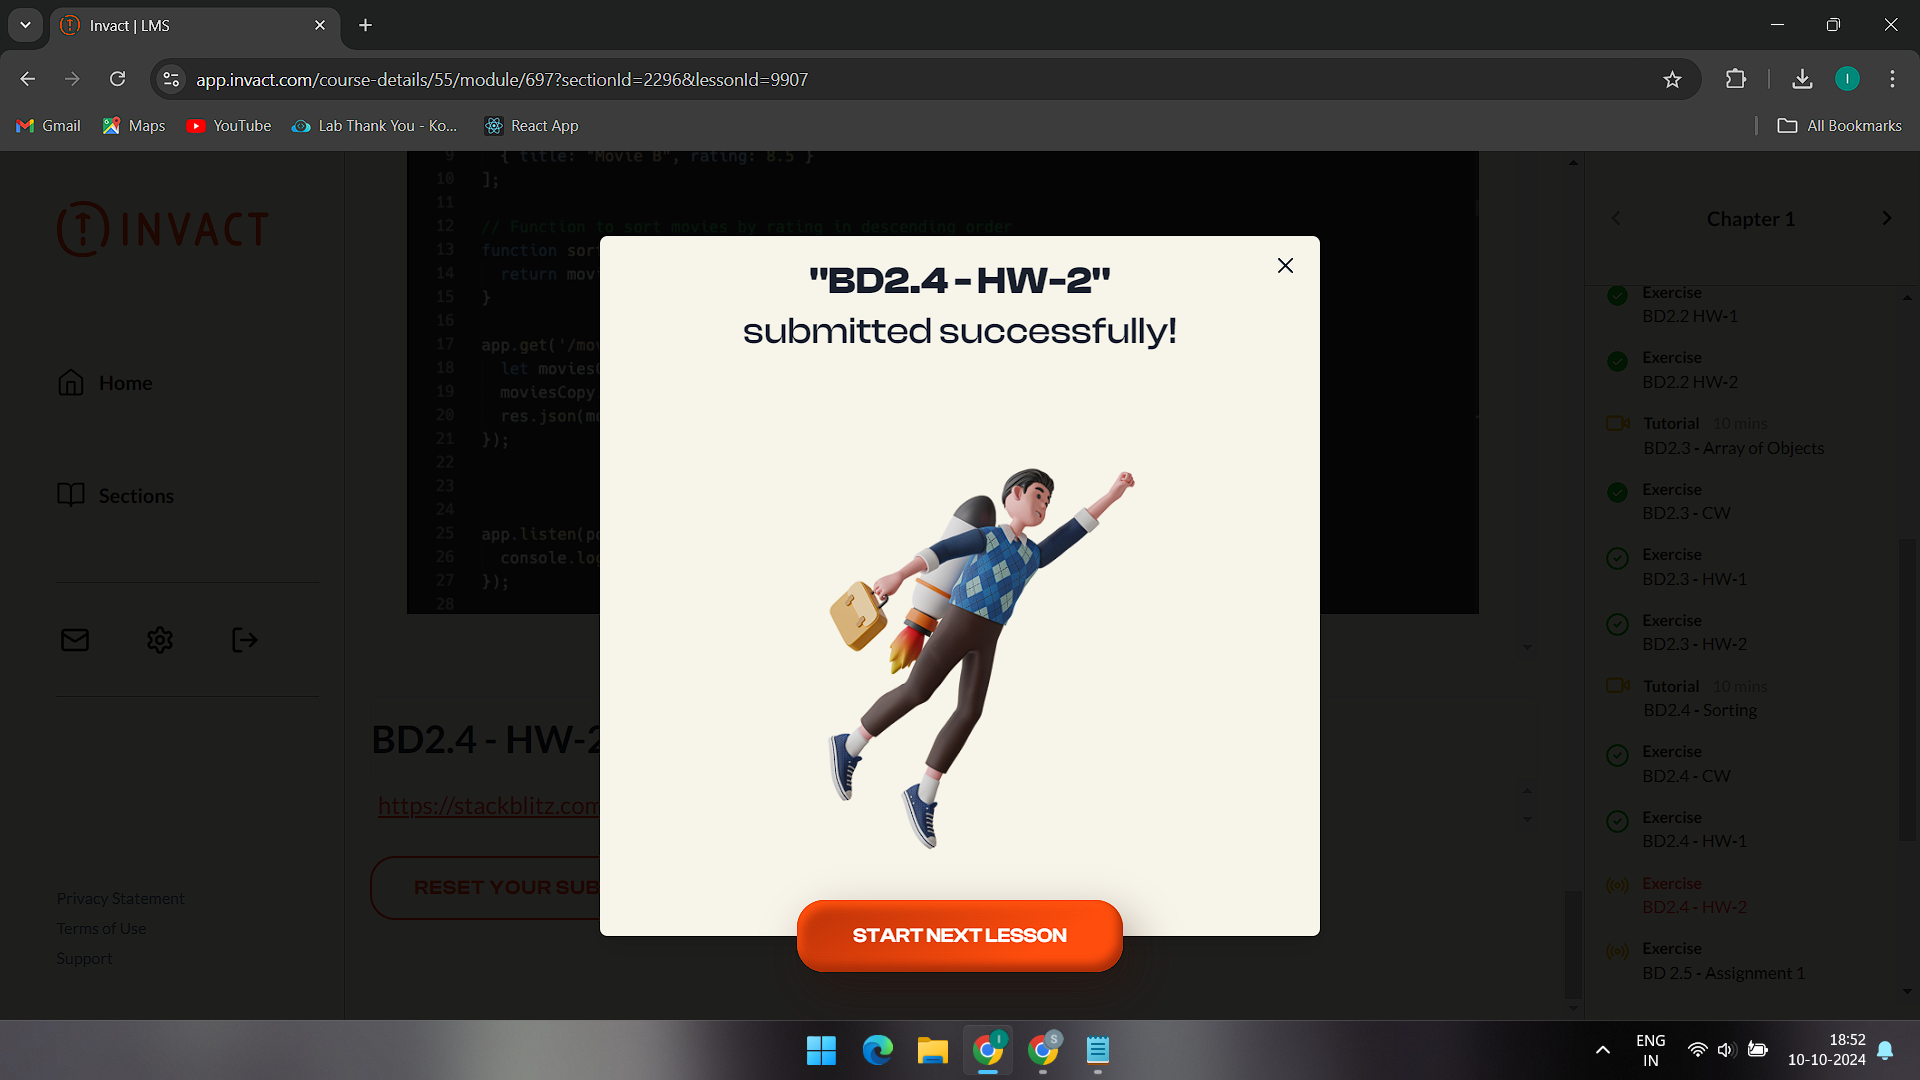 Invact | LMS
app.invact.com/course-details/55/module/697?sectionId=2296&lessonId=9907
Gmail
Maps
YouTube
Lab Thank You - Ko...
React App
All Bookmarks
INVACT
Home
Sections
Privacy Statement
Terms of Use
Support
9 { title: "Movie B", rating: 8.5 }
10 ];
11
12 // Function to sort movies by rating in descending order
13 function sor
14 return mov
15 }
16
17 app.get('/mov
18 let movies
19 moviesCopy
20 res.json(mo
21 });
22
23
24
25 app.listen(po
26 console.log
27 });
28
BD2.4 - HW-2
https://stackblitz.com
RESET YOUR SUB
"BD2.4 - HW-2"
submitted successfully!
START NEXT LESSON
Chapter 1
Exercise
BD2.2 HW-1
Exercise
BD2.2 HW-2
Tutorial 10 mins
BD2.3 - Array of Objects
Exercise
BD2.3 - CW
Exercise
BD2.3 - HW-1
Exercise
BD2.3 - HW-2
Tutorial 10 mins
BD2.4 - Sorting
Exercise
BD2.4 - CW
Exercise
BD2.4 - HW-1
Exercise
BD2.4 - HW-2
Exercise
BD 2.5 - Assignment 1
I
S
ENG
IN
18:52
10-10-2024